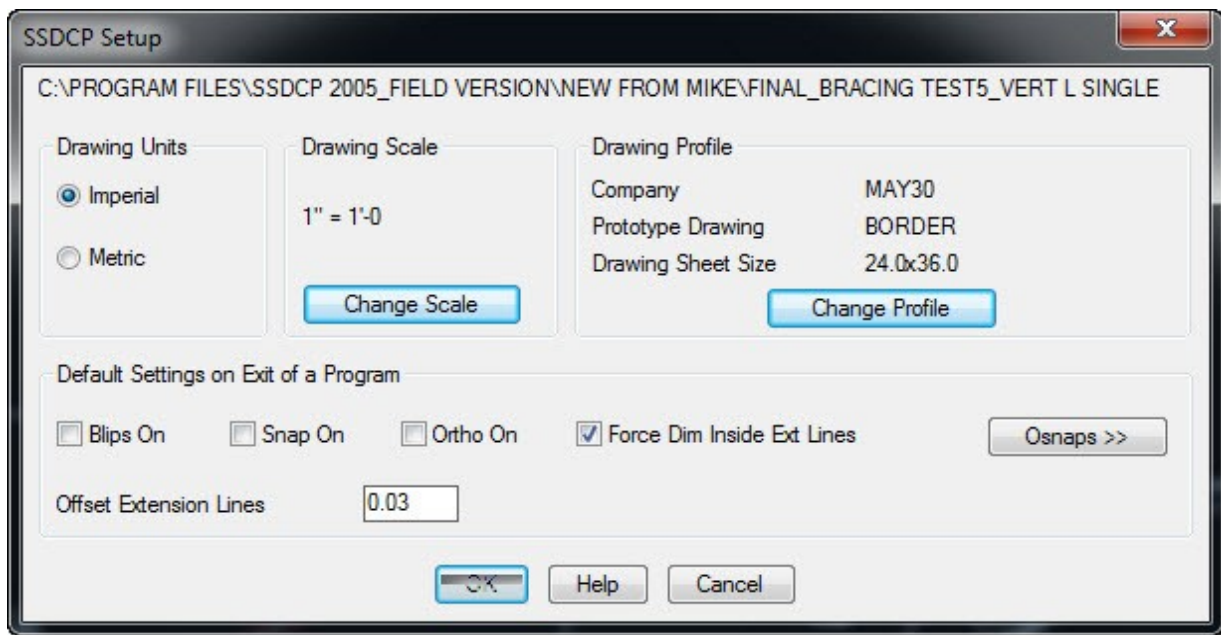 SSDCP Setup
C:\PROGRAM FILES\SSDCP 2005_FIELD VERSION\NEW FROM MIKE\FINAL_BRACING TEST5_VERT L SINGLE
Drawing Units
Imperial
Metric
Drawing Scale
1" = 1'-0
Change Scale
Drawing Profile
Company MAY30
Prototype Drawing BORDER
Drawing Sheet Size 24.0x36.0
Change Profile
Default Settings on Exit of a Program
Blips On Snap On Ortho On Force Dim Inside Ext Lines Osnaps >>
Offset Extension Lines 0.03
OK Help Cancel